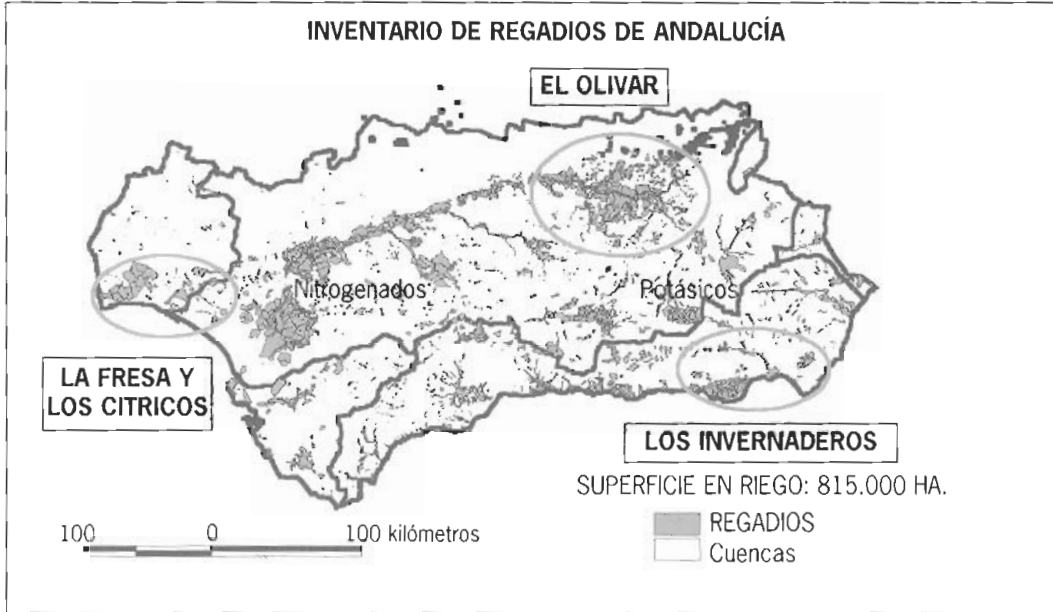 INVENTARIO DE REGADIOS DE ANDALUCÍA
EL OLIVAR
Nitrogenados
Potásicos
LA FRESA Y
LOS CITRICOS
LOS INVERNADEROS
SUPERFICIE EN RIEGO: 815.000 HA.
REGADIOS
Cuencas
100 0 100 kilómetros